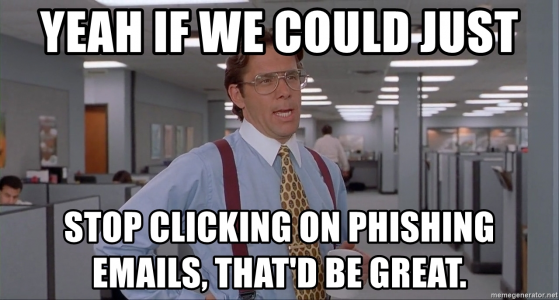 YEAH IF WE COULD JUST
STOP CLICKING ON PHISHING
EMAILS, THAT'D BE GREAT.
memegenerator.net